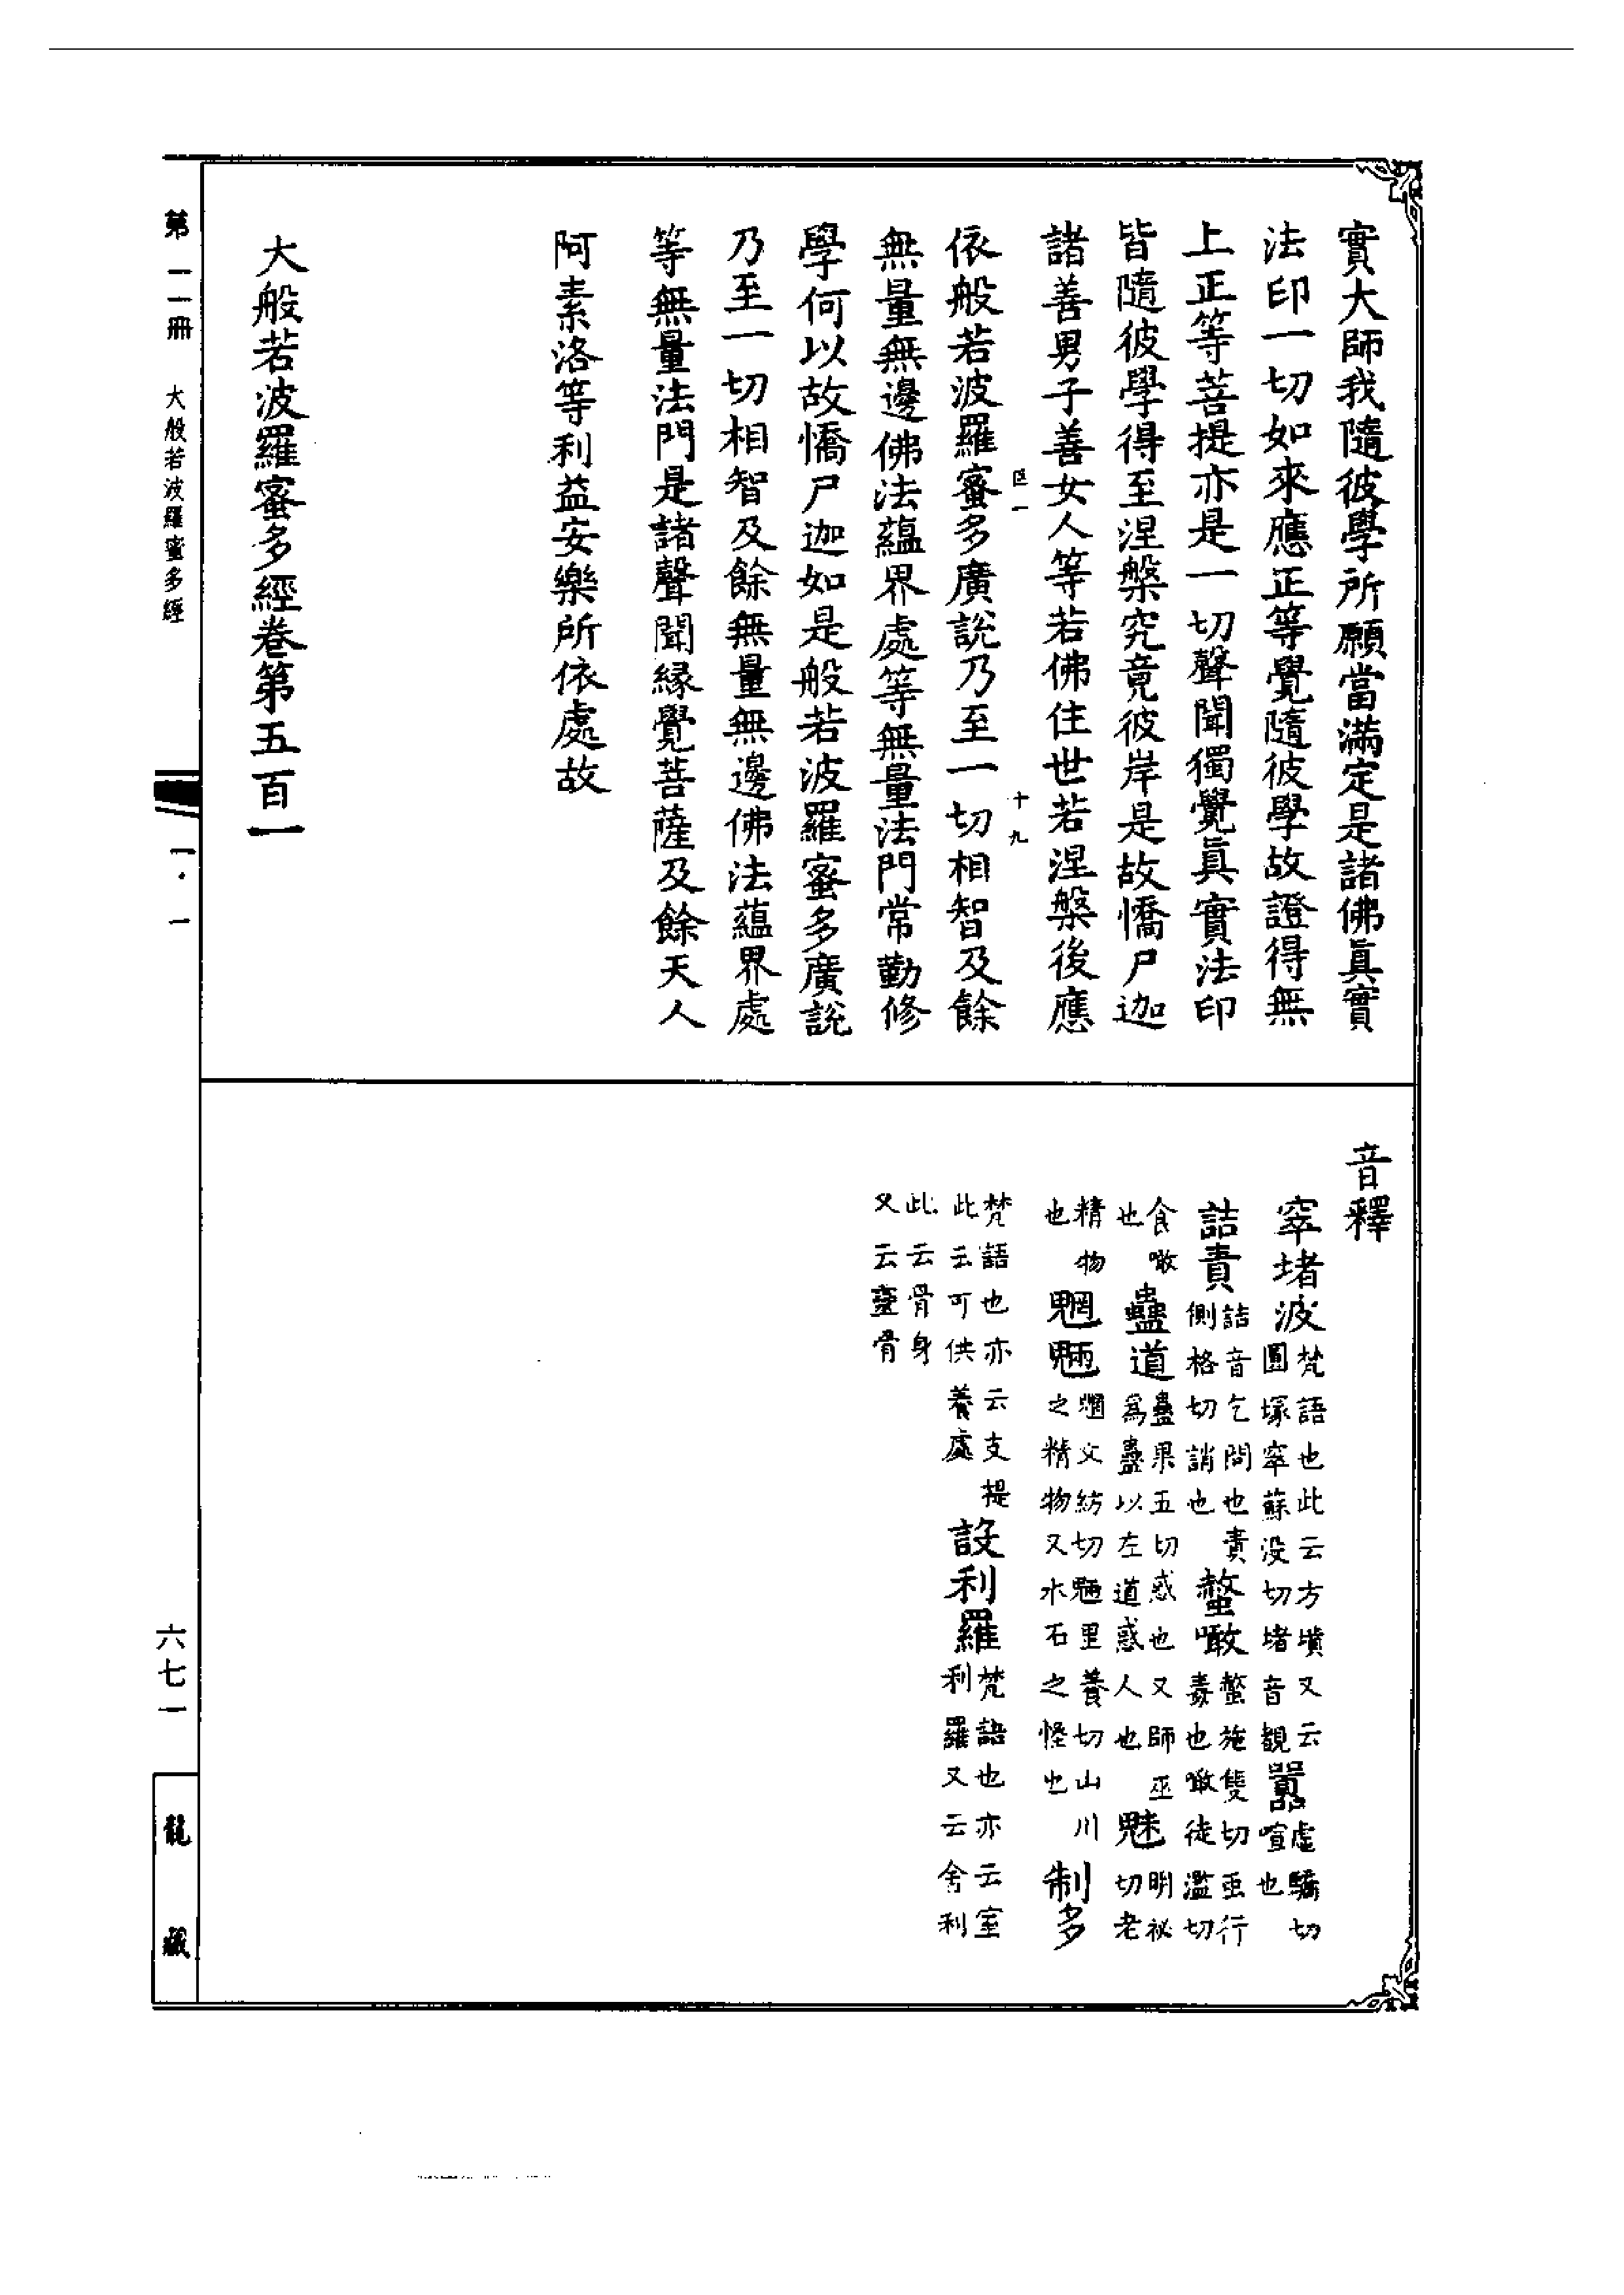 實大師我隨彼學所願當滿定是諸佛眞實
法印一切如來應正等覺隨彼學故證得無
上正等菩提亦是一切聲聞獨覺眞實法印
皆隨彼學得至涅槃究竟彼岸是故憍尸迦
諸善男子善女人等若佛住世若涅槃後應
十九
依般若波羅蜜多廣說乃至一切相智及餘
無量無邊佛法蘊界處等無量法門常勤修
學何以故憍尸迦如是般若波羅蜜多廣說
乃至一切相智及餘無量無邊佛法蘊界處
等無量法門是諸聲聞緣覺菩薩及餘天人
阿素洛等利益安樂所依處故
大般若波羅蜜多經卷第五百一
音釋
窣堵波 梵語也此云方墳又云圓塚窣蘇沒切堵音覩 嚻 虛驕切喧也
詰責 詰音乞問也責側格切誚也 螫噉 螫施隻切蟲行毒也噉徒濫切
食噉也 蠱道 蠱果五切惑也又師巫爲蠱以左道惑人也 魅 明祕切老
精物也 魍魎 魍文紡切魎里養切山川之精物又水石之怪也 制多
梵語也亦云支提此云可供養處 設利羅 梵語也亦云室利羅又云舍利
此云骨身又云靈骨
大般若波羅蜜多經
六七一
龍藏